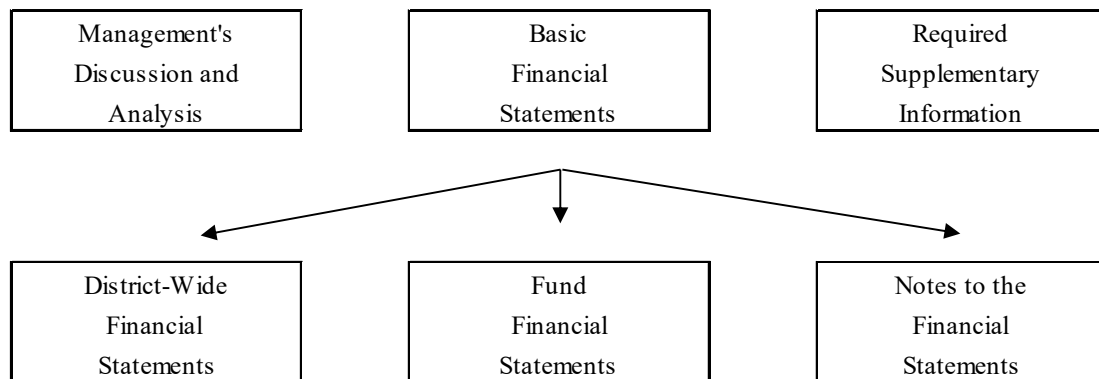 Management's
Discussion and
Analysis
Basic
Financial
Statements
Required
Supplementary
Information
District-Wide
Financial
Statements
Fund
Financial
Statements
Notes to the
Financial
Statements